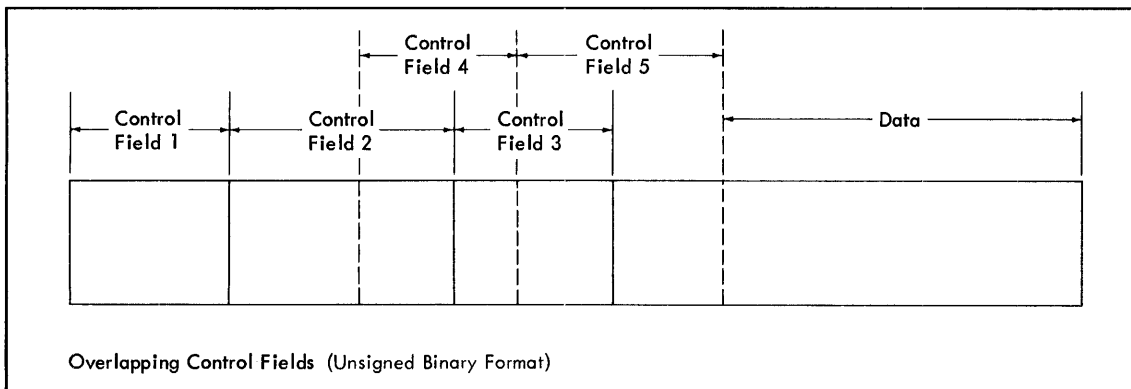 Control
Field 4
Control
Field 5
Control
Field 1
Control
Field 2
Control
Field 3
Data
Overlapping Control Fields (Unsigned Binary Format)